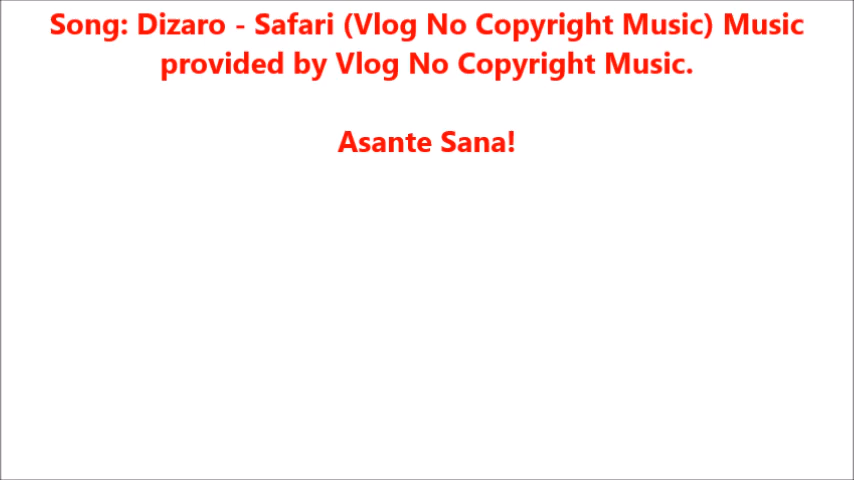 Song: Dizaro - Safari (Vlog No Copyright Music) Music
provided by Vlog No Copyright Music.
Asante Sana!